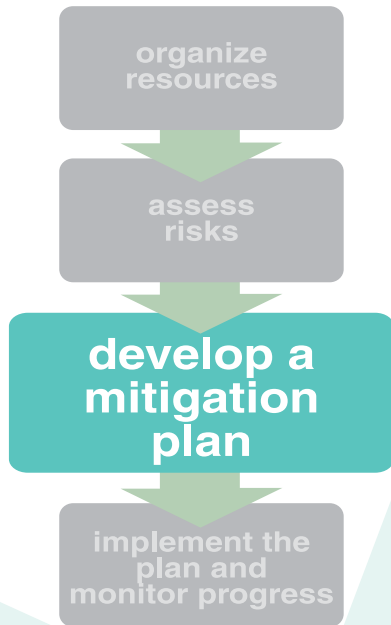 organize
resources
assess
risks
develop a
mitigation
plan
implement the
plan and
monitor progress